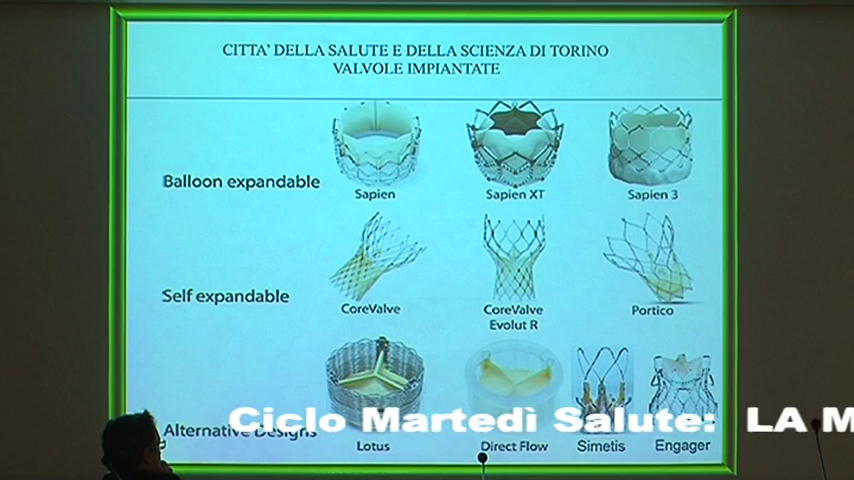 CITTA' DELLA SALUTE E DELLA SCIENZA DI TORINO
VALVOLE IMPIANTATE
Balloon expandable
Sapien
Sapien XT
Sapien 3
Self expandable
CoreValve
CoreValve
Evolut R
Portico
Ciclo Martedì Salute: LA M
Alternative Designs
Lotus
Direct Flow
Simetis
Engager